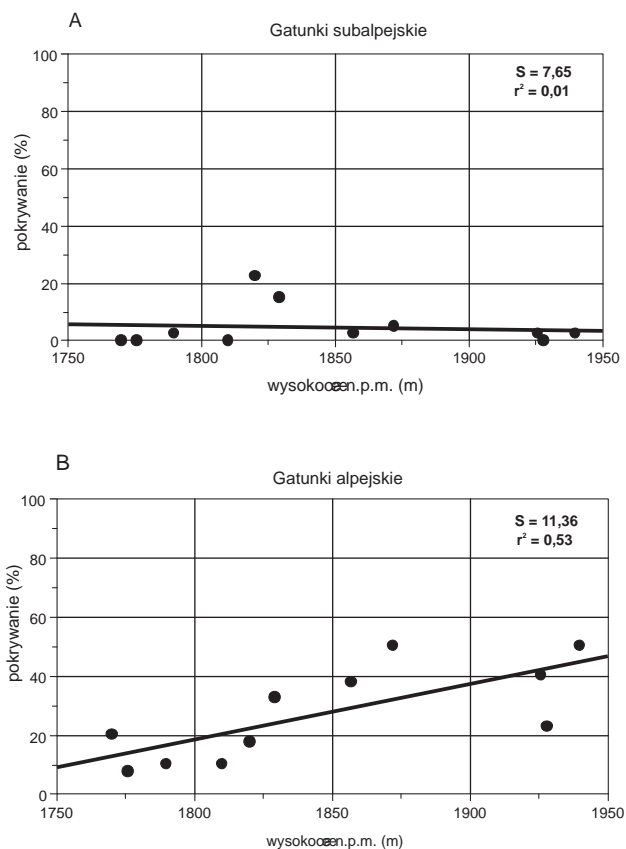 A
Gatunki subalpejskie
S = 7,65
r² = 0,01
pokrywanie (%)
100
80
60
40
20
0
1750 1800 1850 1900 1950
wysokoœæ n.p.m. (m)
B
Gatunki alpejskie
S = 11,36
r² = 0,53
pokrywanie (%)
100
80
60
40
20
0
1750 1800 1850 1900 1950
wysokoœæ n.p.m. (m)